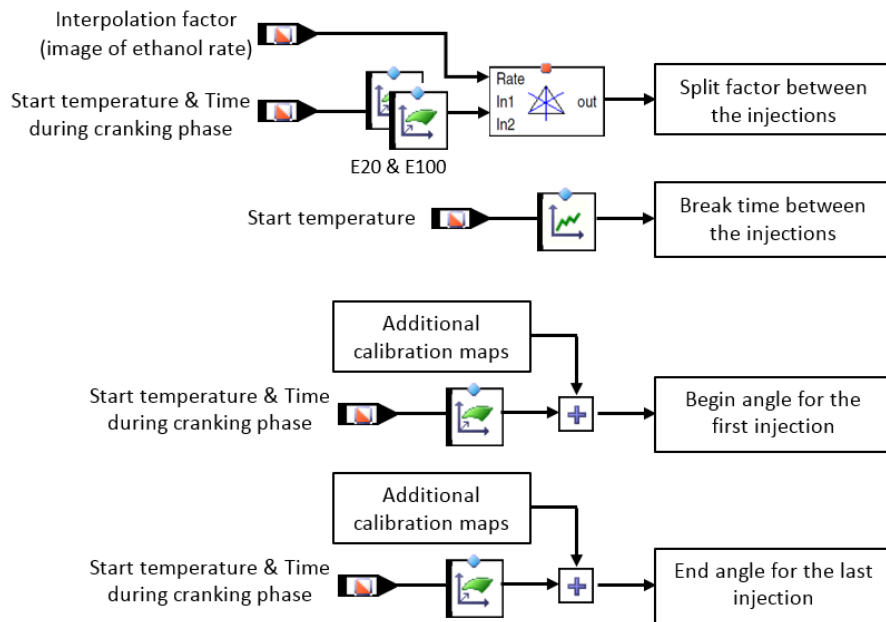 Interpolation factor
(image of ethanol rate)
Start temperature & Time
during cranking phase
E20 & E100
Rate
In1
In2
out
Split factor between
the injections
Start temperature
Break time between
the injections
Additional
calibration maps
Start temperature & Time
during cranking phase
Begin angle for the
first injection
Additional
calibration maps
Start temperature & Time
during cranking phase
End angle for the last
injection